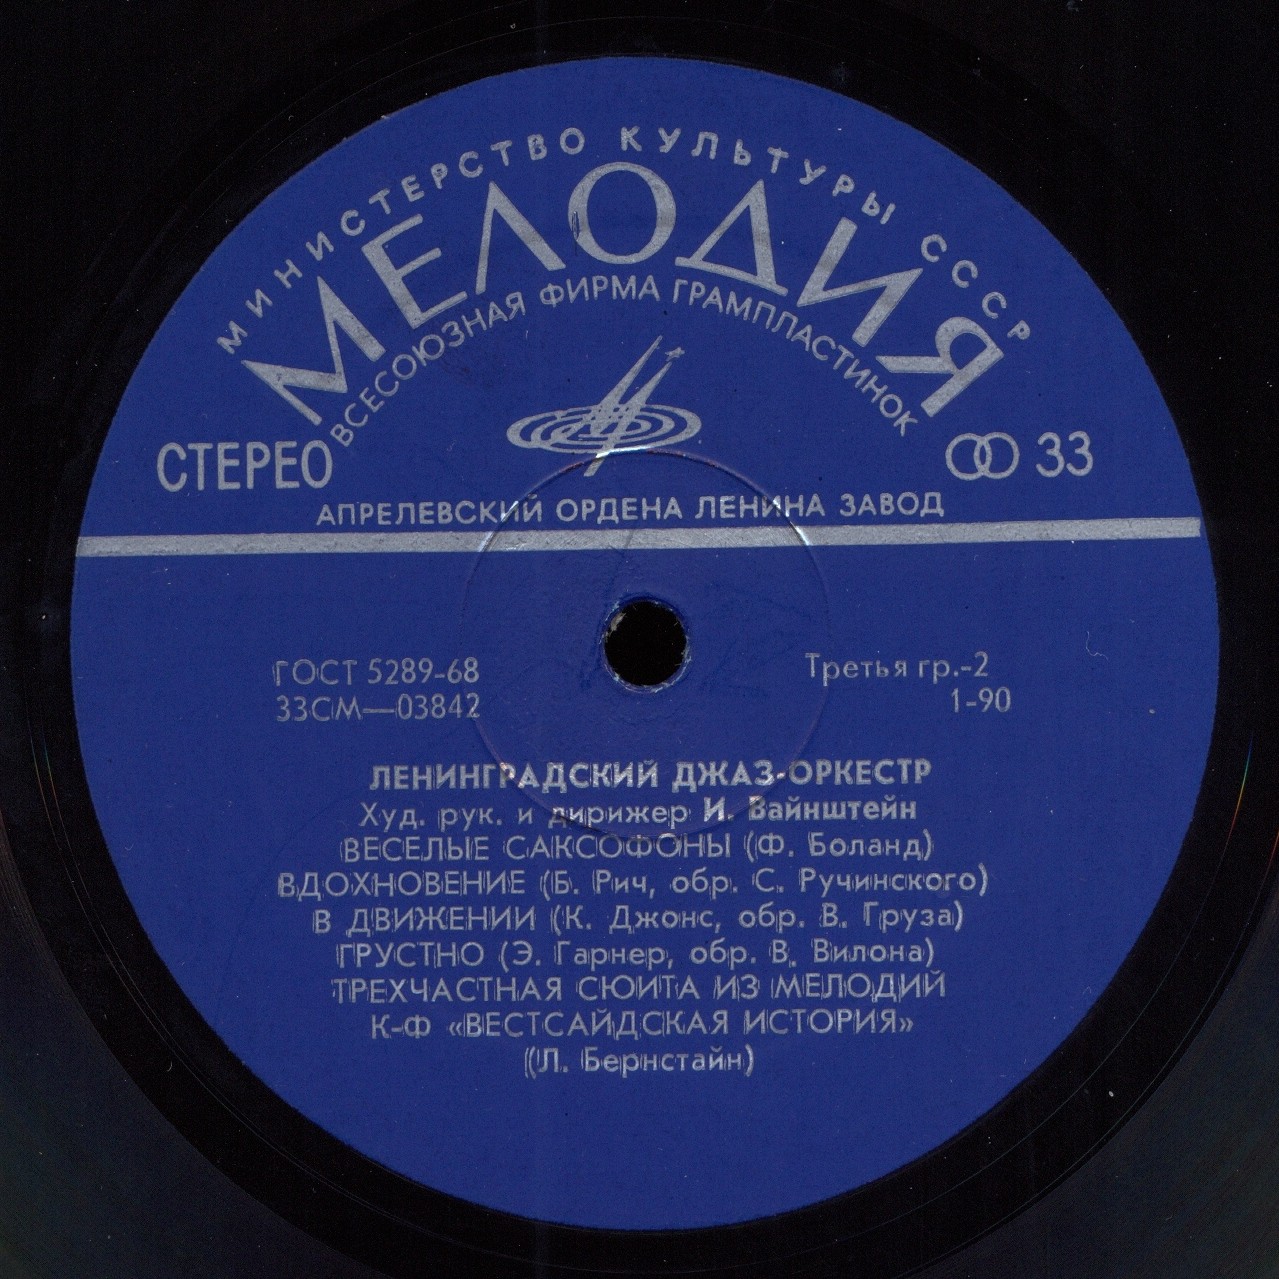 МИНИСТЕРСТВО КУЛЬТУРЫ СССР
МЕЛОДИЯ
ВСЕСОЮЗНАЯ ФИРМА ГРАМПЛАСТИНОК
СТЕРЕО
33
АПРЕЛЕВСКИЙ ОРДЕНА ЛЕНИНА ЗАВОД
ГОСТ 5289-68
33СМ—03842
Третья гр.-2
1-90
ЛЕНИНГРАДСКИЙ ДЖАЗ-ОРКЕСТР
Худ. рук. и дирижер И. Вайнштейн
ВЕСЕЛЫЕ САКСОФОНЫ (Ф. Боланд)
ВДОХНОВЕНИЕ (Б. Рич, обр. С. Ручинского)
В ДВИЖЕНИИ (К. Джонс, обр. В. Груза)
ГРУСТНО (Э. Гарнер, обр. В. Вилона)
ТРЕХЧАСТНАЯ СЮИТА ИЗ МЕЛОДИЙ
К-Ф «ВЕСТСАЙДСКАЯ ИСТОРИЯ»
(Л. Бернстайн)